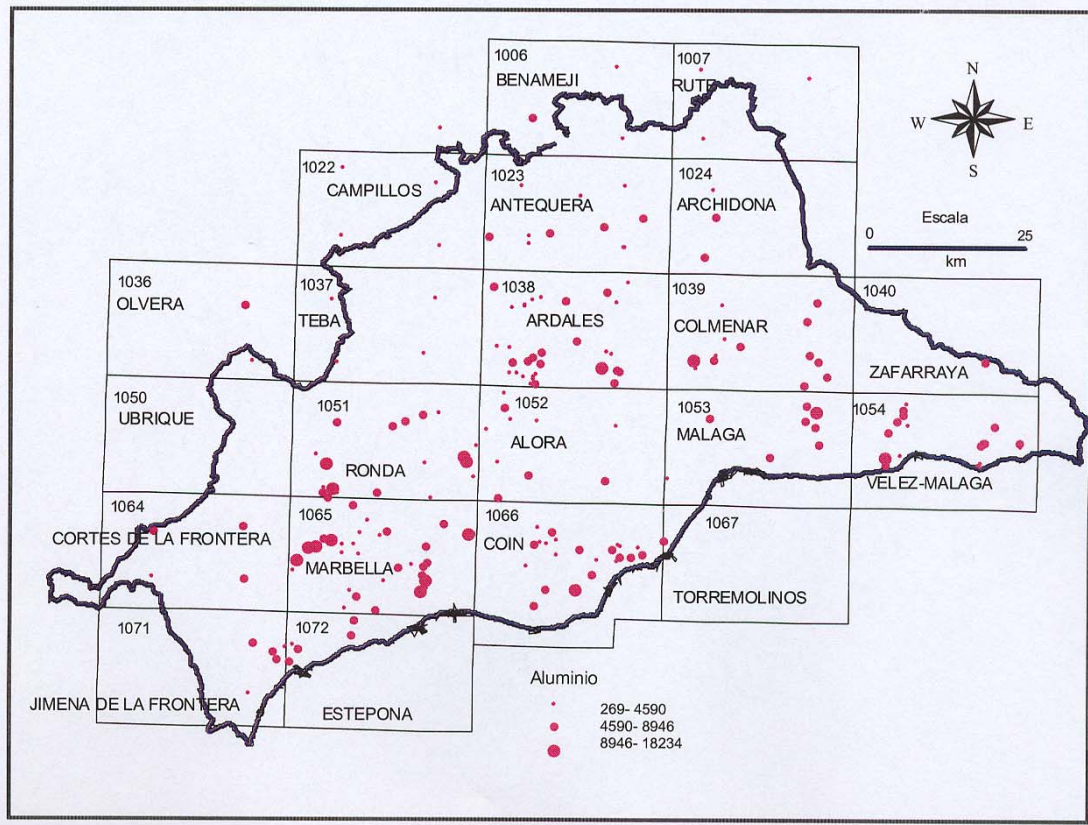 1006
BENAMEJI
1007
RUTE
N
W
E
S
1022
CAMPILLOS
1023
ANTEQUERA
1024
ARCHIDONA
Escala
0
25
km
1036
OLVERA
1037
TEBA
1038
ARDALES
1039
COLMENAR
1040
ZAFARRAYA
1050
UBRIQUE
1051
RONDA
1052
ALORA
1053
MALAGA
1054
VELEZ-MALAGA
1064
CORTES DE LA FRONTERA
1065
MARBELLA
1066
COIN
1067
TORREMOLINOS
1071
JIMENA DE LA FRONTERA
1072
ESTEPONA
Aluminio
269- 4590
4590- 8946
8946- 18234